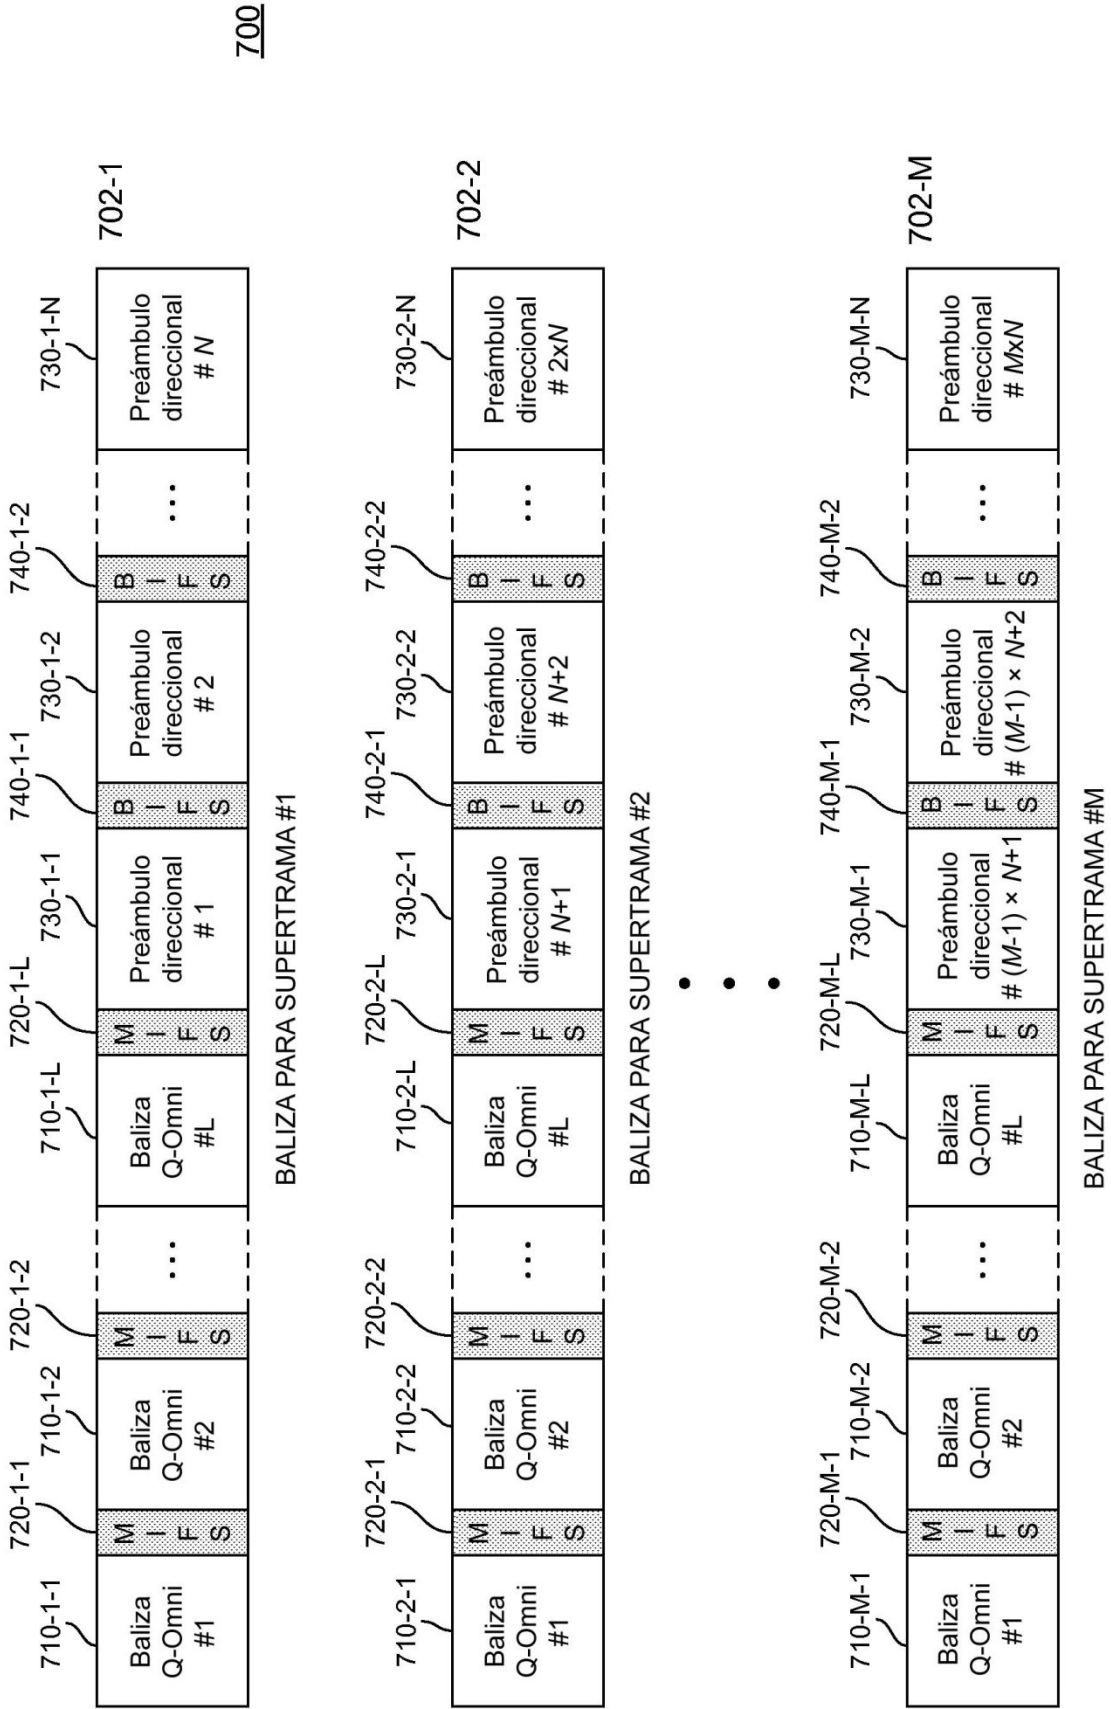 700
710-1-1
720-1-1
710-1-2
720-1-2
710-1-L
720-1-L
730-1-1
740-1-1
730-1-2
740-1-2
730-1-N
702-1
Baliza
Q-Omni
#1
M
I
F
S
Baliza
Q-Omni
#2
M
I
F
S
...
Baliza
Q-Omni
#L
M
I
F
S
Preámbulo
direccional
# 1
B
I
F
S
Preámbulo
direccional
# 2
B
I
F
S
...
Preámbulo
direccional
# N
BALIZA PARA SUPERTRAMA #1
710-2-1
720-2-1
710-2-2
720-2-2
710-2-L
720-2-L
730-2-1
740-2-1
730-2-2
740-2-2
730-2-N
702-2
Baliza
Q-Omni
#1
M
I
F
S
Baliza
Q-Omni
#2
M
I
F
S
...
Baliza
Q-Omni
#L
M
I
F
S
Preámbulo
direccional
# N+1
B
I
F
S
Preámbulo
direccional
# N+2
B
I
F
S
...
Preámbulo
direccional
# 2xN
BALIZA PARA SUPERTRAMA #2
710-M-1
720-M-1
710-M-2
720-M-2
710-M-L
720-M-L
730-M-1
740-M-1
730-M-2
740-M-2
730-M-N
702-M
Baliza
Q-Omni
#1
M
I
F
S
Baliza
Q-Omni
#2
M
I
F
S
...
Baliza
Q-Omni
#L
M
I
F
S
Preámbulo
direccional
# (M-1) × N+1
B
I
F
S
Preámbulo
direccional
# (M-1) × N+2
B
I
F
S
...
Preámbulo
direccional
# MxN
BALIZA PARA SUPERTRAMA #M